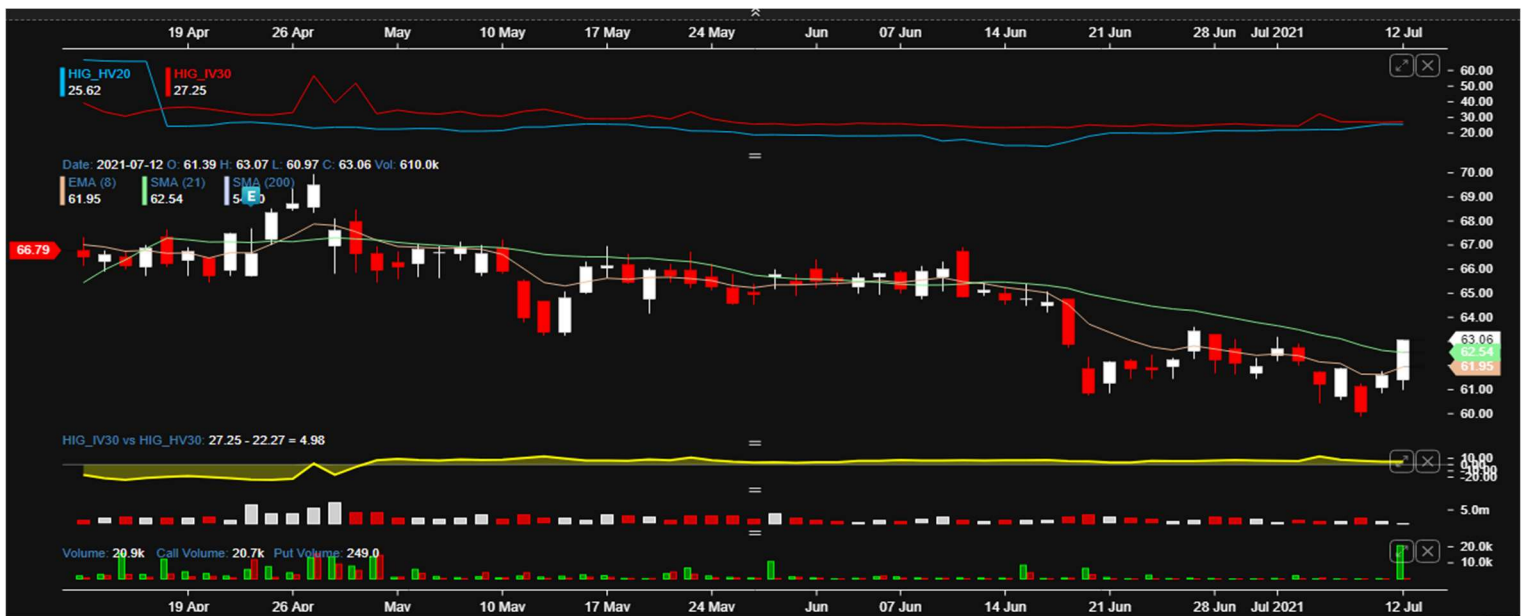 19 Apr 26 Apr May 10 May 17 May 24 May Jun 07 Jun 14 Jun 21 Jun 28 Jun Jul 2021 12 Jul
HIG_HV20 HIG_IV30
25.62 27.25
60.00
50.00
40.00
30.00
20.00
Date: 2021-07-12 O: 61.39 H: 63.07 L: 60.97 C: 63.06 Vol: 610.0k
EMA (8) SMA (21) SMA (200)
61.95 62.54
E
70.00
69.00
68.00
67.00
66.79
66.00
65.00
64.00
63.06
62.54
61.95
61.00
60.00
HIG_IV30 vs HIG_HV30: 27.25 - 22.27 = 4.98
10.00
0.00
-10.00
-20.00
5.0m
Volume: 20.9k Call Volume: 20.7k Put Volume: 249.0
20.0k
10.0k
19 Apr 26 Apr May 10 May 17 May 24 May Jun 07 Jun 14 Jun 21 Jun 28 Jun Jul 2021 12 Jul